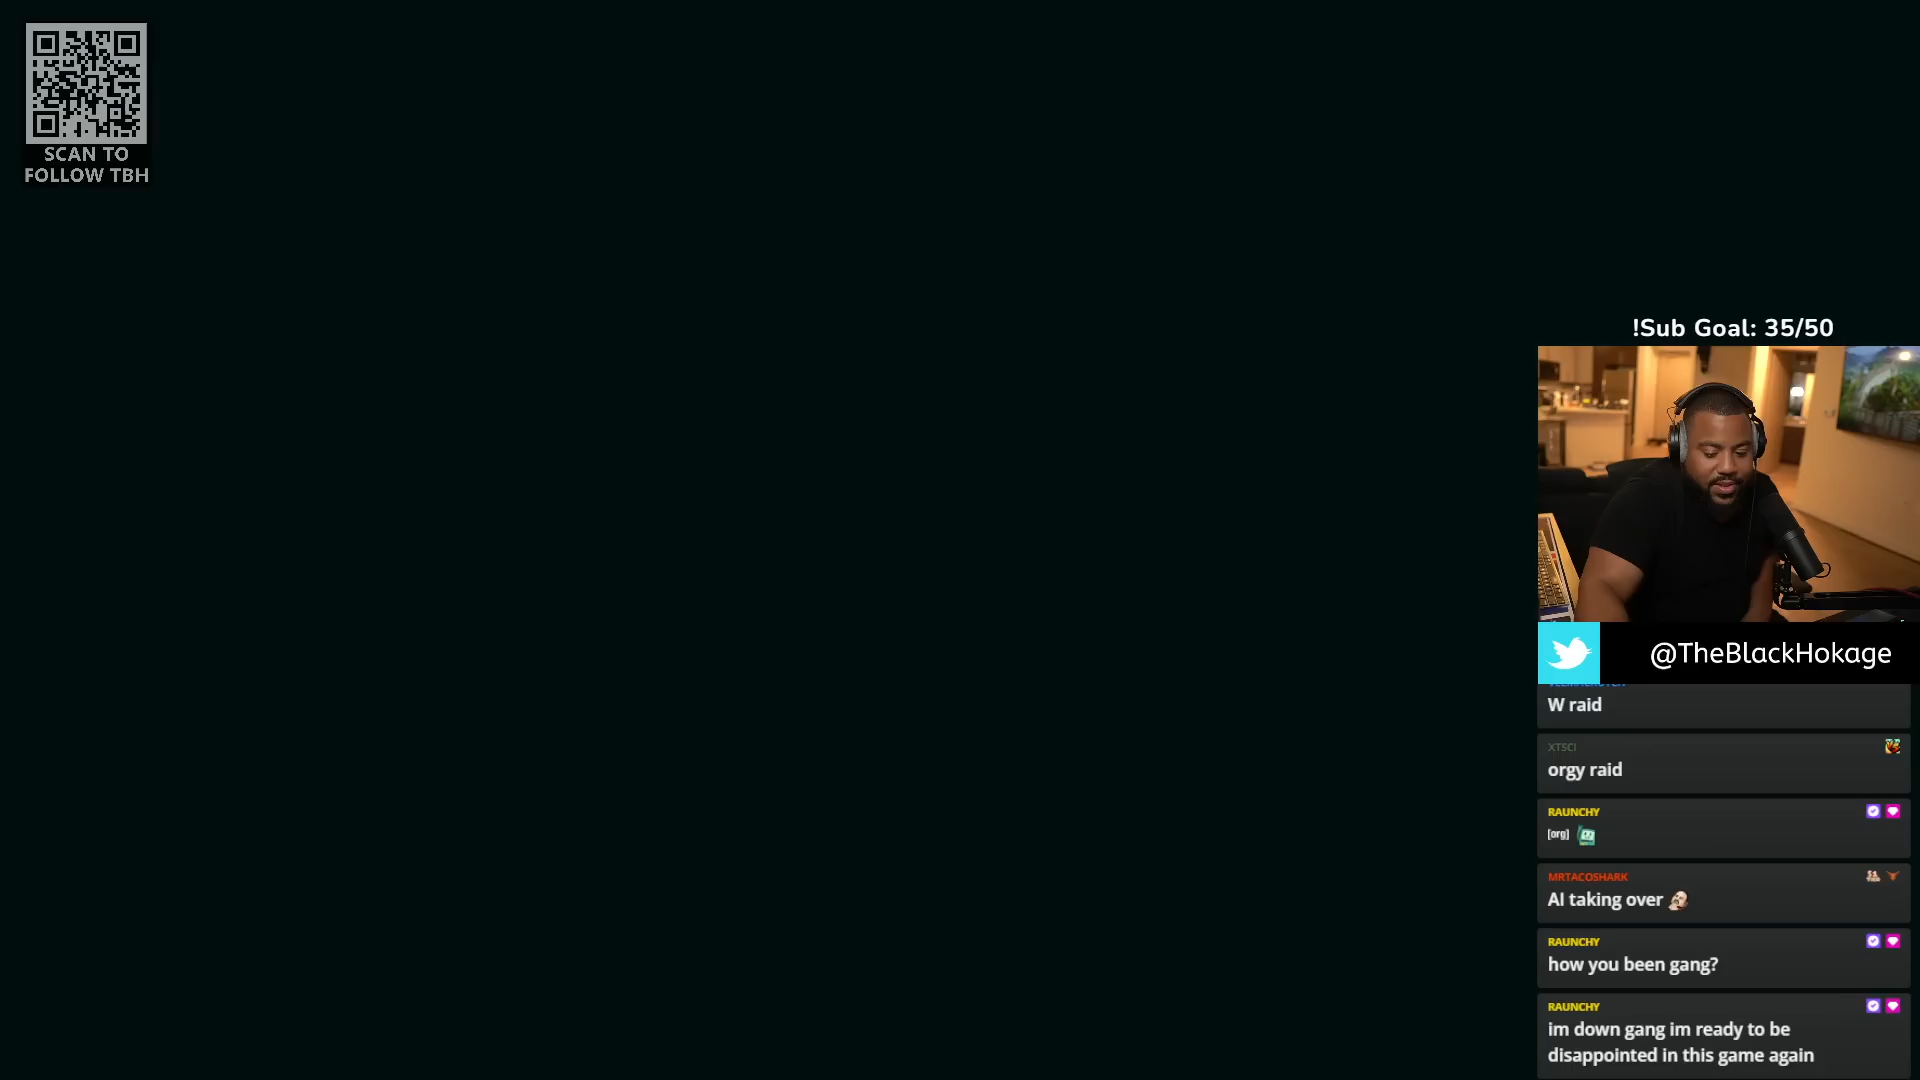 SCAN TO
FOLLOW TBH
!Sub Goal: 35/50
@TheBlackHokage
W raid
XTSCI
orgy raid
RAUNCHY
[org]
MRTACOSHARK
AI taking over
RAUNCHY
how you been gang?
RAUNCHY
im down gang im ready to be
disappointed in this game again